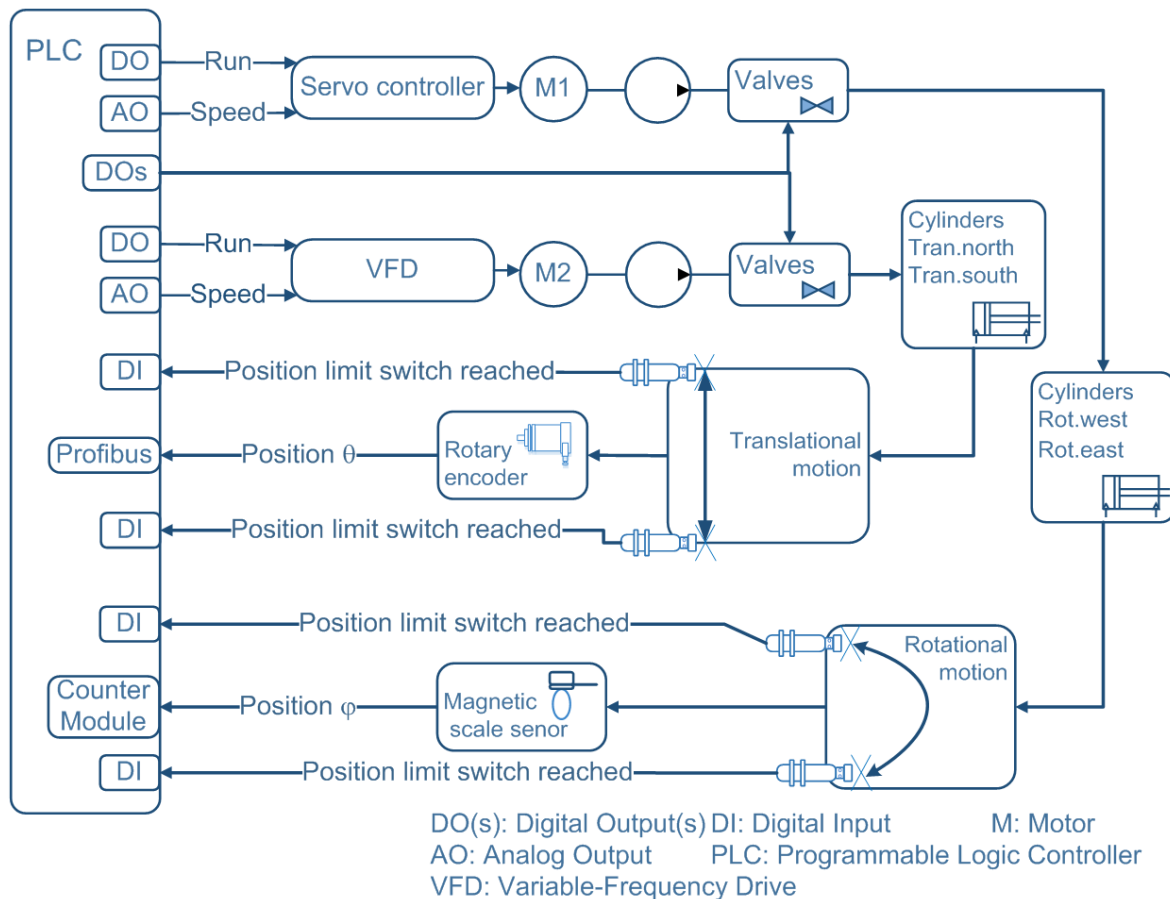 PLC
DO
Run
Servo controller
M1
Valves
AO
Speed
DOs
DO
Run
VFD
M2
Valves
AO
Speed
Cylinders
Tran.north
Tran.south
DI
Position limit switch reached
Cylinders
Rot.west
Rot.east
Profibus
Position θ
Rotary
encoder
Translational
motion
DI
Position limit switch reached
DI
Position limit switch reached
Rotational
motion
Counter
Module
Position φ
Magnetic
scale senor
DI
Position limit switch reached
DO(s): Digital Output(s) DI: Digital Input M: Motor
AO: Analog Output PLC: Programmable Logic Controller
VFD: Variable-Frequency Drive